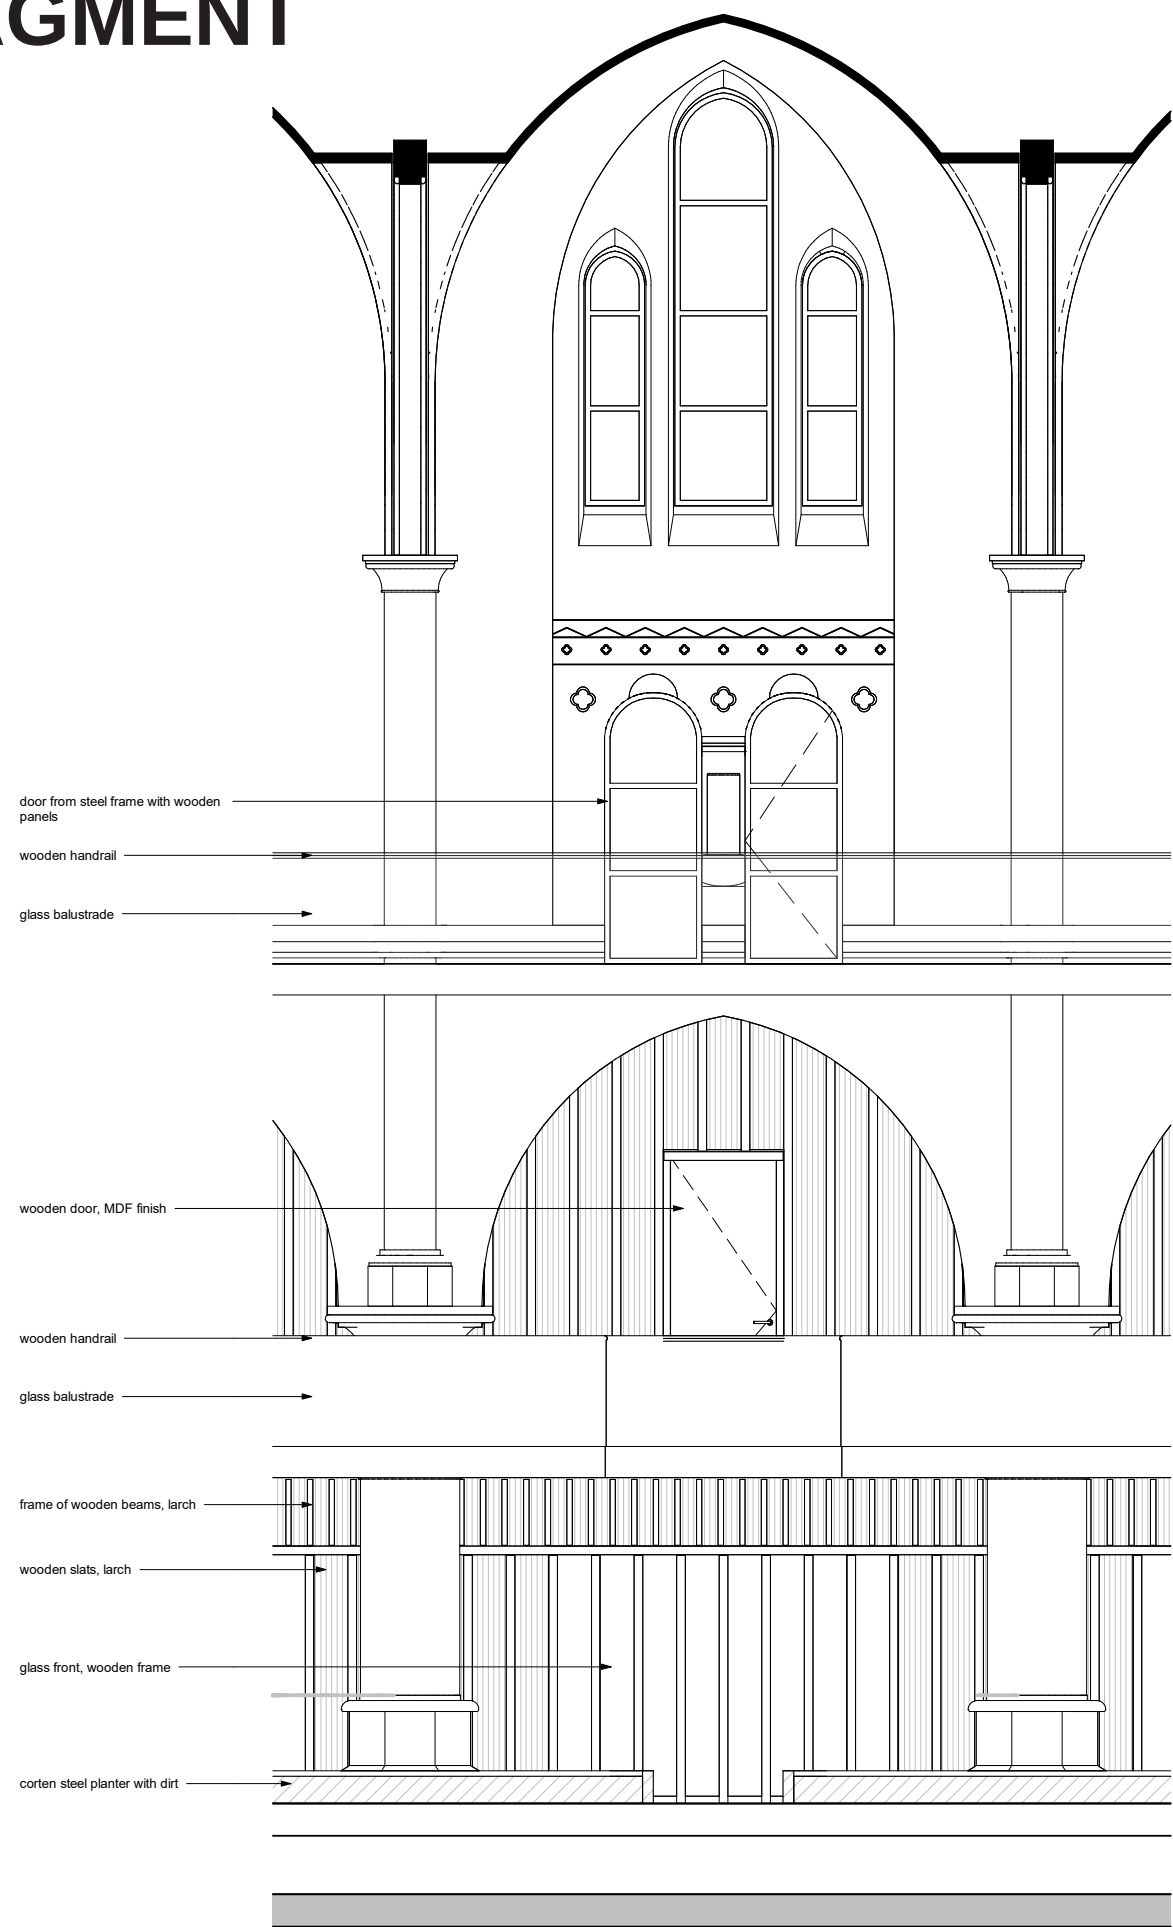 AGMENT
door from steel frame with wooden
panels
wooden handrail
glass balustrade
wooden door, MDF finish
wooden handrail
glass balustrade
frame of wooden beams, larch
wooden slats, larch
glass front, wooden frame
corten steel planter with dirt